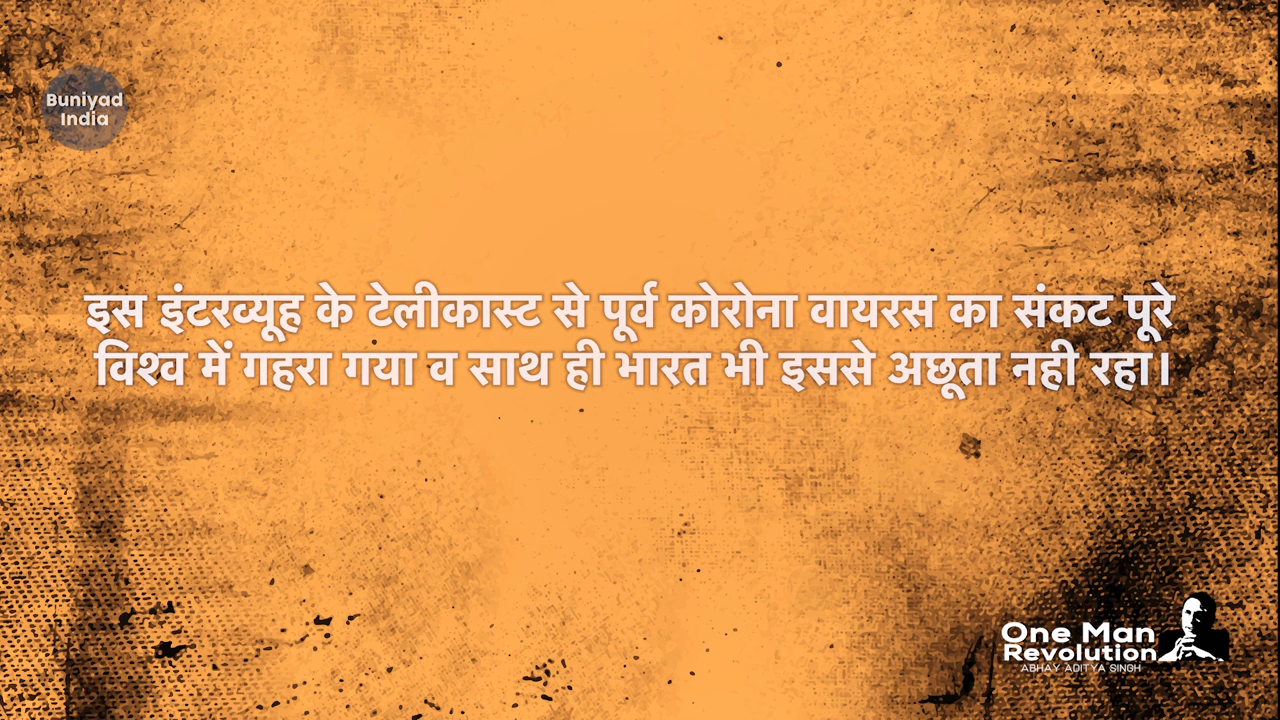 Buniyad
India
इस इंटरव्यूह के टेलीकास्ट से पूर्व कोरोना वायरस का संकट पूरे
विश्व में गहरा गया व साथ ही भारत भी इससे अछूता नही रहा।
One Man
Revolution
ABHAY ADITYA SINGH